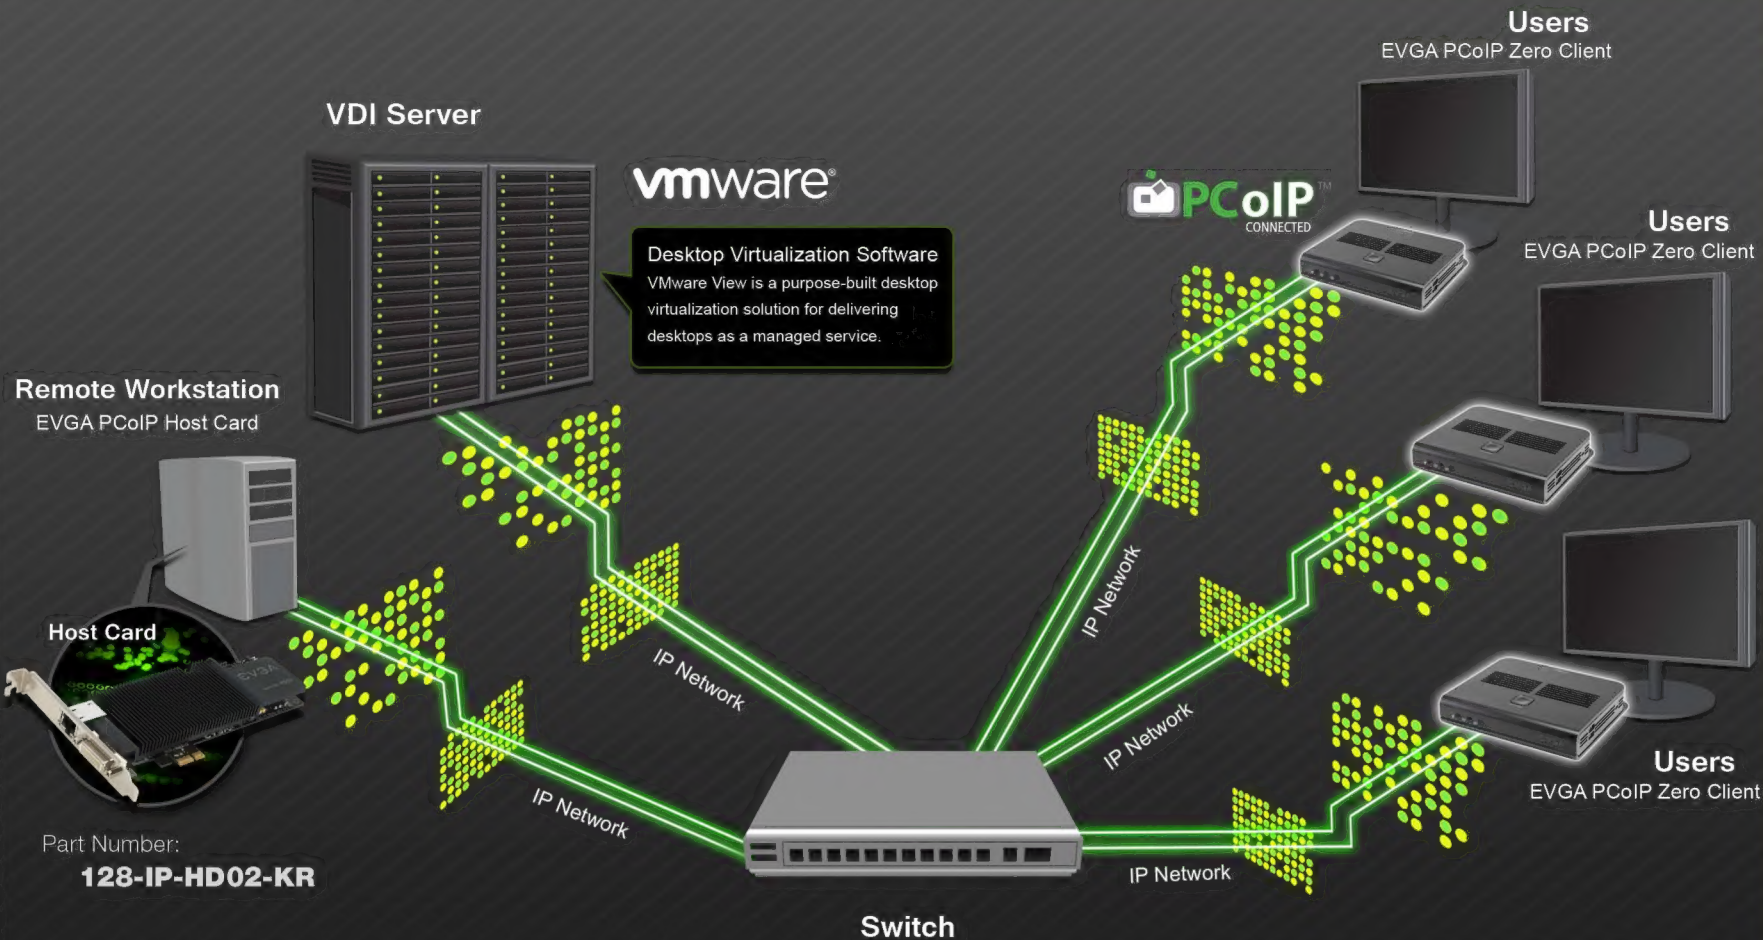 Users
EVGA PCoIP Zero Client
VDI Server
vmware®
PCoIP™
CONNECTED
Desktop Virtualization Software
VMware View is a purpose-built desktop
virtualization solution for delivering
desktops as a managed service.
Users
EVGA PCoIP Zero Client
Remote Workstation
EVGA PCoIP Host Card
Host Card
EVGA
IP Network
IP Network
IP Network
IP Network
IP Network
Users
EVGA PCoIP Zero Client
Part Number:
128-IP-HD02-KR
Switch